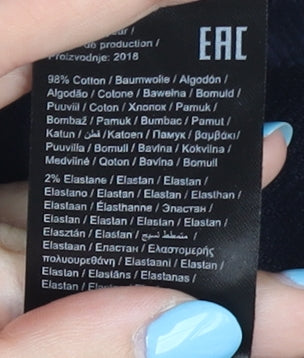 de production /
Proizvodnje: 2018
EAC
98% Cotton / Baumwolle / Algodón /
Algodão / Cotone / Bawełna / Bomuld /
Puuvill / Coton / Хлопок / Pamuk /
Bombaž / Pamuk / Bumbac / Pamut /
Katun / قطن / Katoen / Памук / βαμβάκι/
Puuvilla / Bomull / Bavlna / Kokvilna /
Medvilnė / Qoton / Bavlna / Bomull
2% Elastane / Elastan / Elastan /
Elastano / Elastan / Elastan / Elasthan /
Elastaan / Élasthanne / Эластан /
Elastan / Elastan / Elastan / Elastan /
Elasztán / Elastan / متمطط نسيج /
Elastaan / Еластан / Ελαστομερής
πολυουρεθάνη / Elastaani / Elastan /
Elastan / Elastāns / Elastanas /
Elastan / Elastan